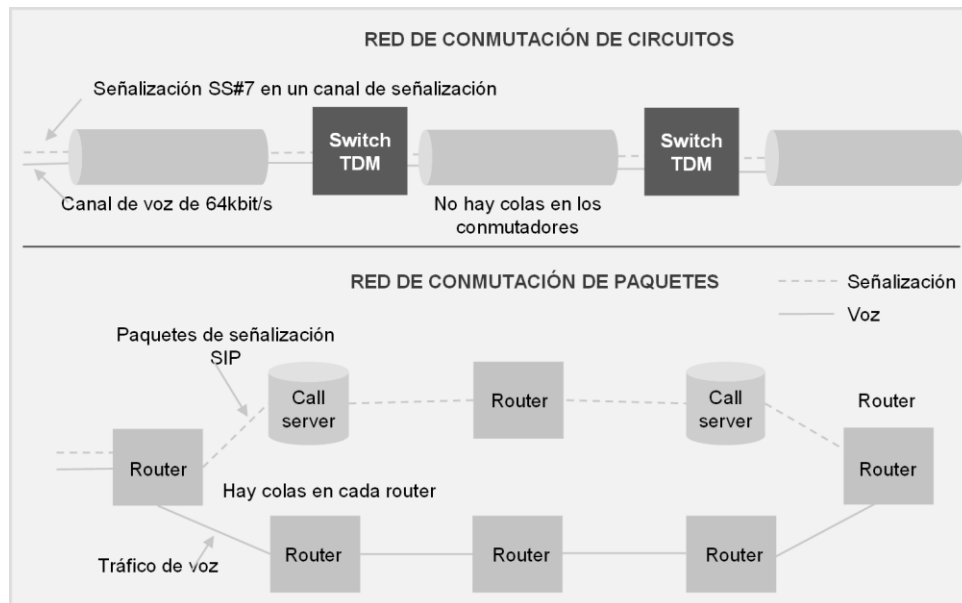 RED DE CONMUTACIÓN DE CIRCUITOS
Señalización SS#7 en un canal de señalización
Switch
TDM
Switch
TDM
Canal de voz de 64kbit/s
No hay colas en los
conmutadores
RED DE CONMUTACIÓN DE PAQUETES
Señalización
Voz
Paquetes de señalización
SIP
Call
server
Router
Call
server
Router
Router
Router
Hay colas en cada router
Tráfico de voz
Router
Router
Router